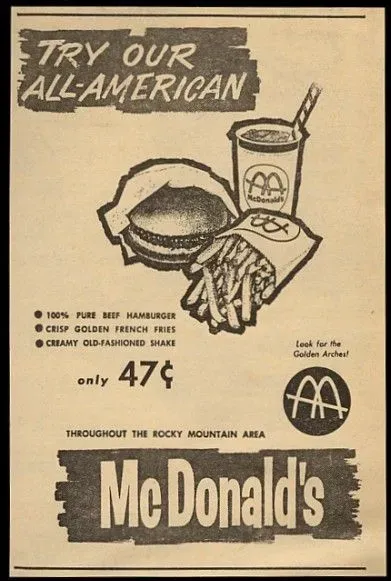 TRY OUR
ALL-AMERICAN
McDonald's
● 100% PURE BEEF HAMBURGER
● CRISP GOLDEN FRENCH FRIES
● CREAMY OLD-FASHIONED SHAKE
only 47¢
Look for the
Golden Arches!
THROUGHOUT THE ROCKY MOUNTAIN AREA
McDonald's